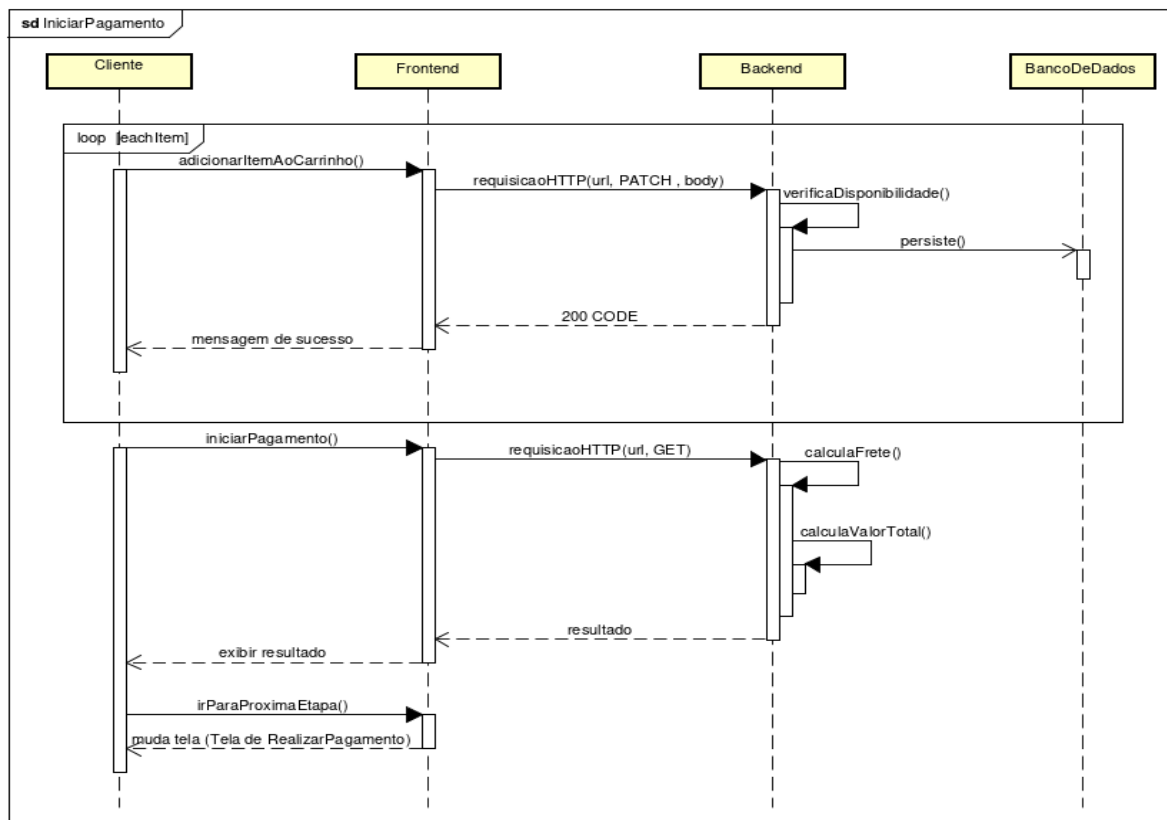 sd IniciarPagamento
Cliente
Frontend
Backend
BancoDeDados
loop [eachItem]
adicionarItemAoCarrinho()
requisicaoHTTP(url, PATCH , body)
verificaDisponibilidade()
persiste()
200 CODE
mensagem de sucesso
iniciarPagamento()
requisicaoHTTP(url, GET)
calculaFrete()
calculaValorTotal()
resultado
exibir resultado
irParaProximaEtapa()
muda tela (Tela de RealizarPagamento)